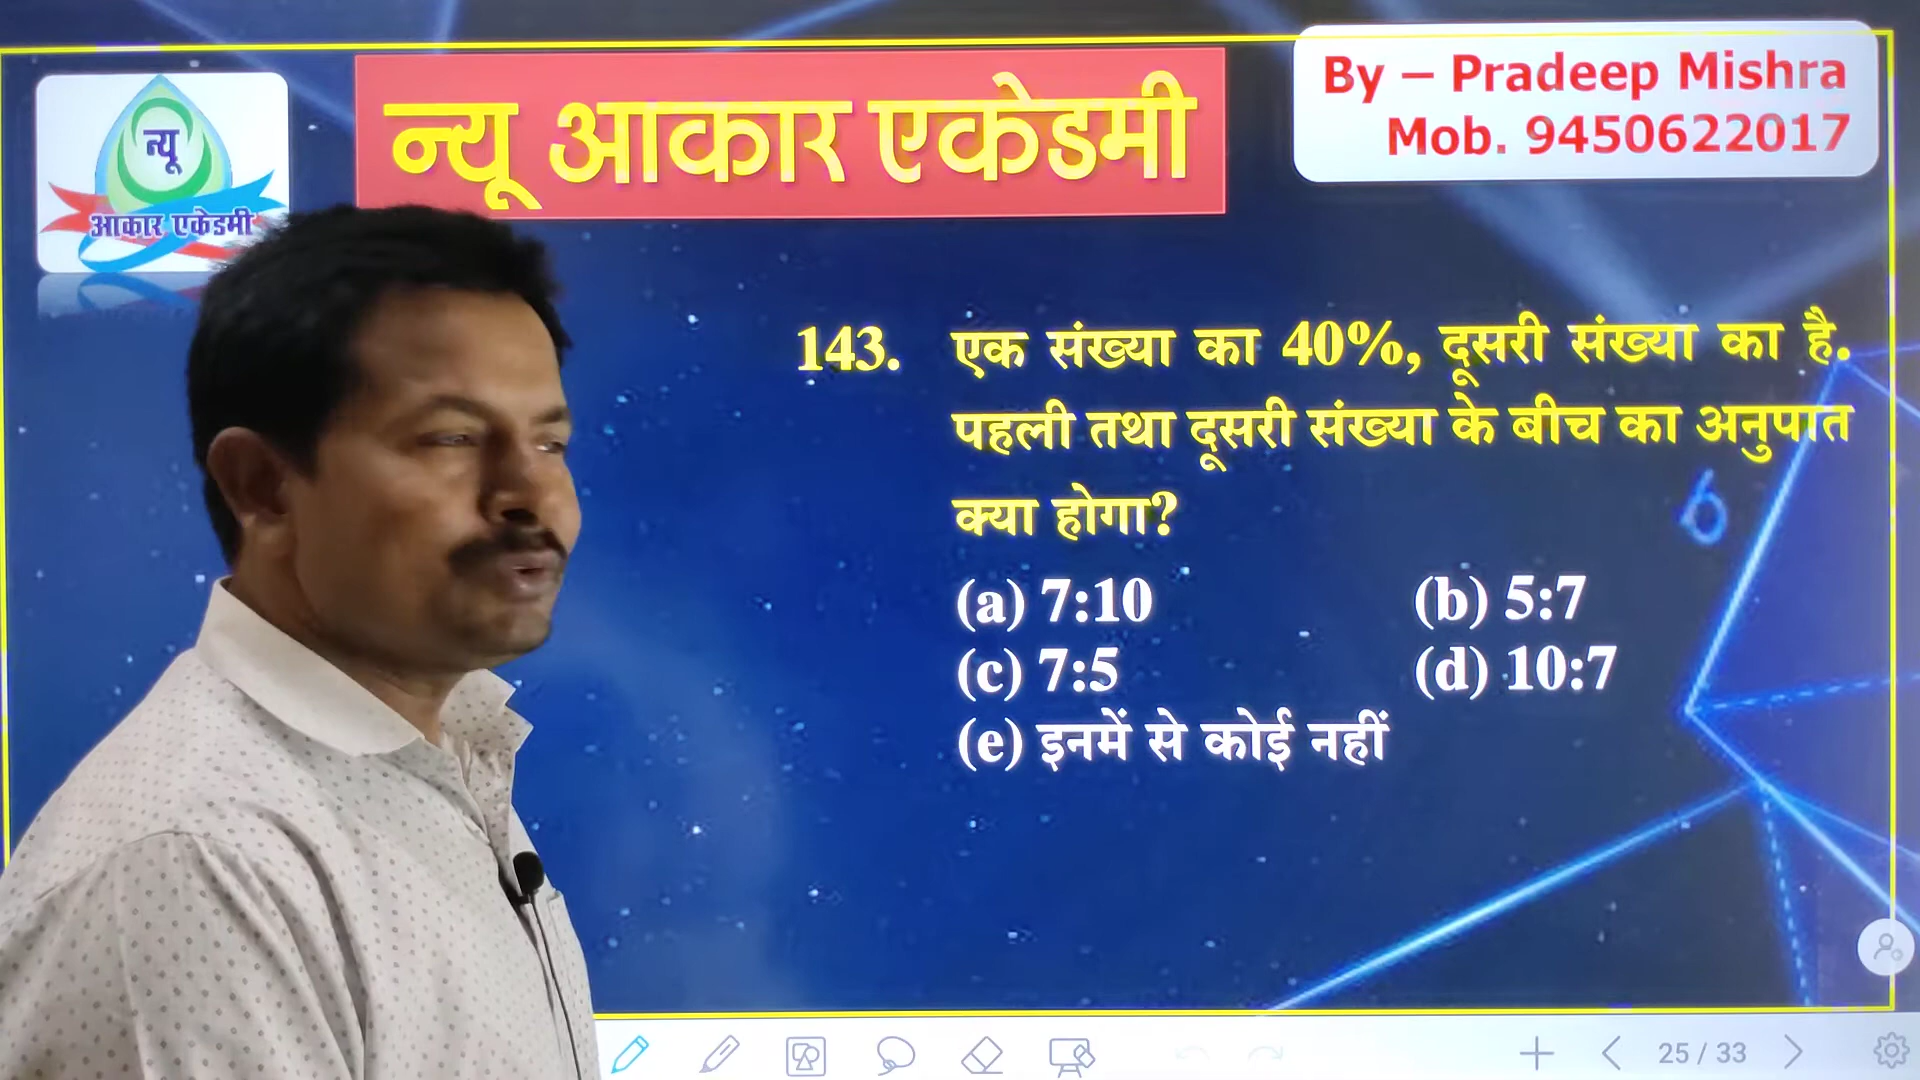 न्यू
आकार एकेडमी
न्यू आकार एकेडमी
By – Pradeep Mishra
Mob. 9450622017
143. एक संख्या का 40%, दूसरी संख्या का है.
पहली तथा दूसरी संख्या के बीच का अनुपात
क्या होगा?
6
(a) 7:10 (b) 5:7
(c) 7:5 (d) 10:7
(e) इनमें से कोई नहीं
25 / 33